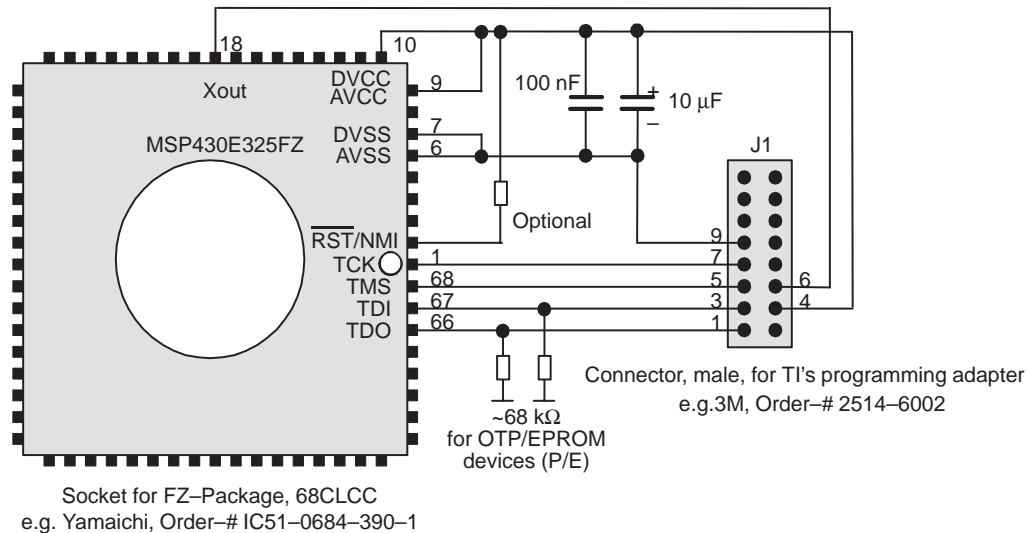 18
10
Xout
DVCC
AVCC
9
MSP430E325FZ
DVSS
7
AVSS
6
100 nF
+
10 µF
–
J1
Optional
RST/NMI
9
TCK
1
7
TMS
68
5
6
TDI
67
3
4
TDO
66
1
Connector, male, for TI's programming adapter
e.g.3M, Order–# 2514–6002
~68 kΩ
for OTP/EPROM
devices (P/E)
Socket for FZ–Package, 68CLCC
e.g. Yamaichi, Order–# IC51–0684–390–1